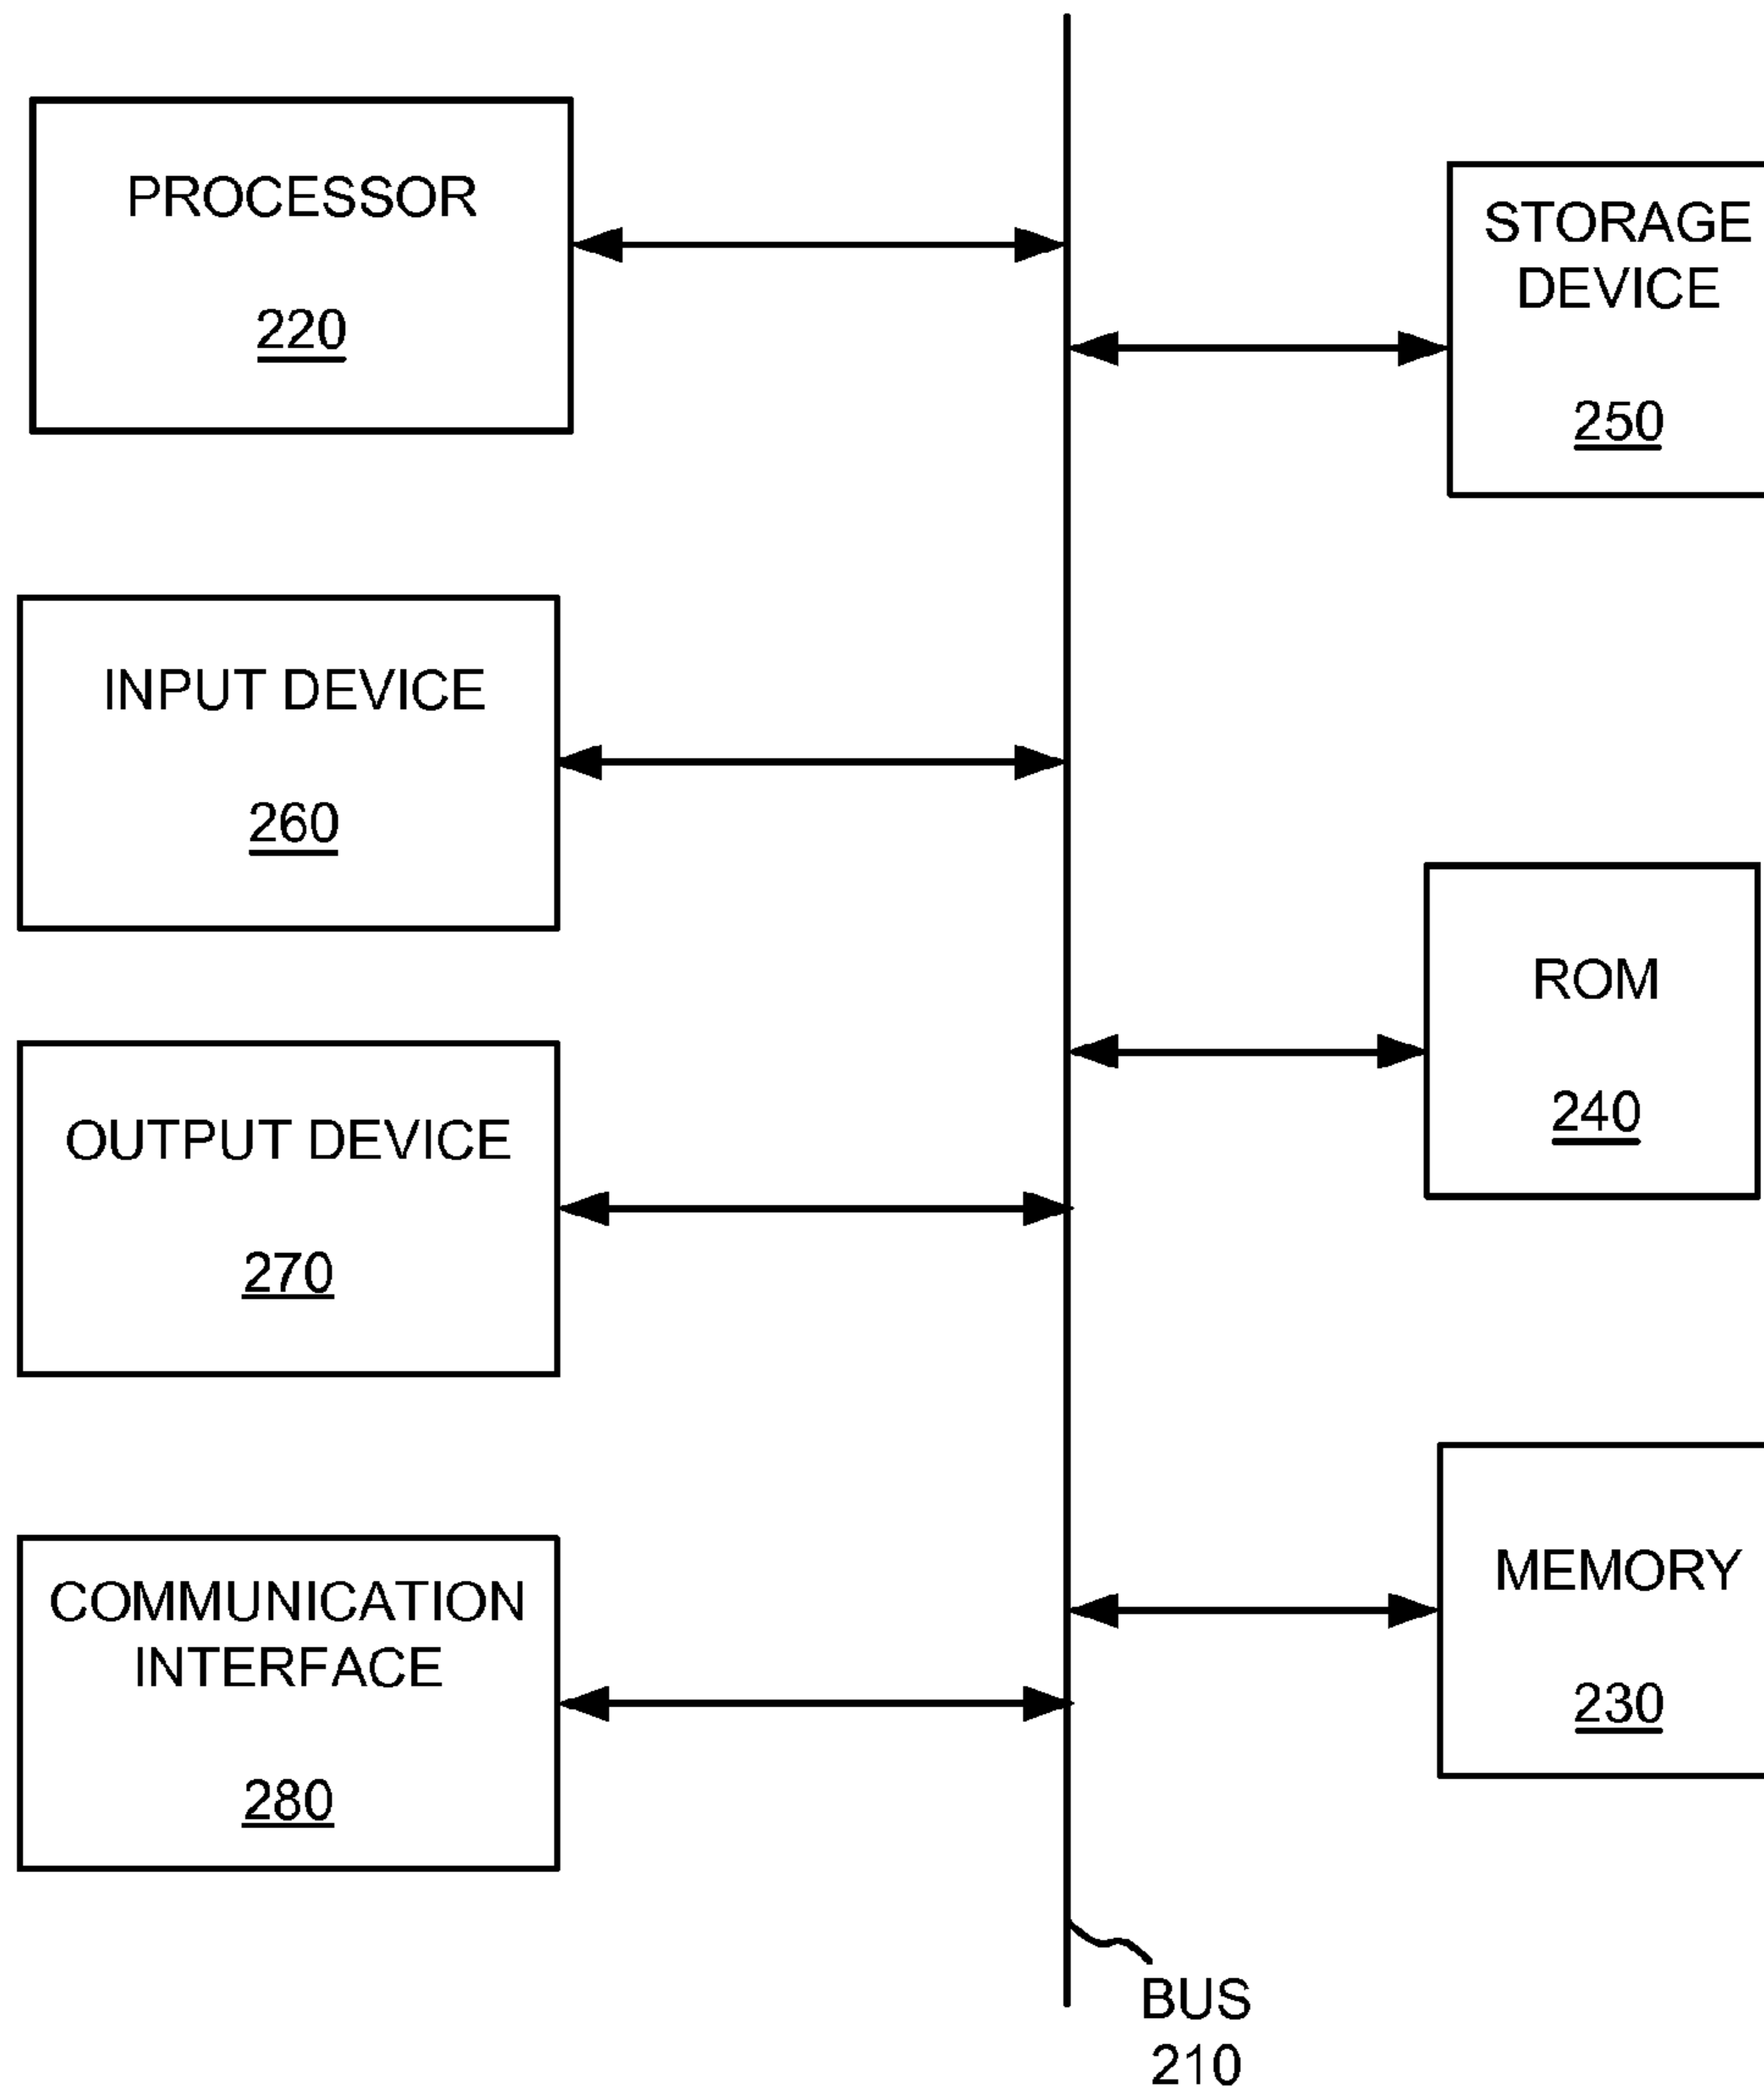 PROCESSOR
220
STORAGE
DEVICE
250
INPUT DEVICE
260
ROM
240
OUTPUT DEVICE
270
MEMORY
230
COMMUNICATION
INTERFACE
280
BUS
210